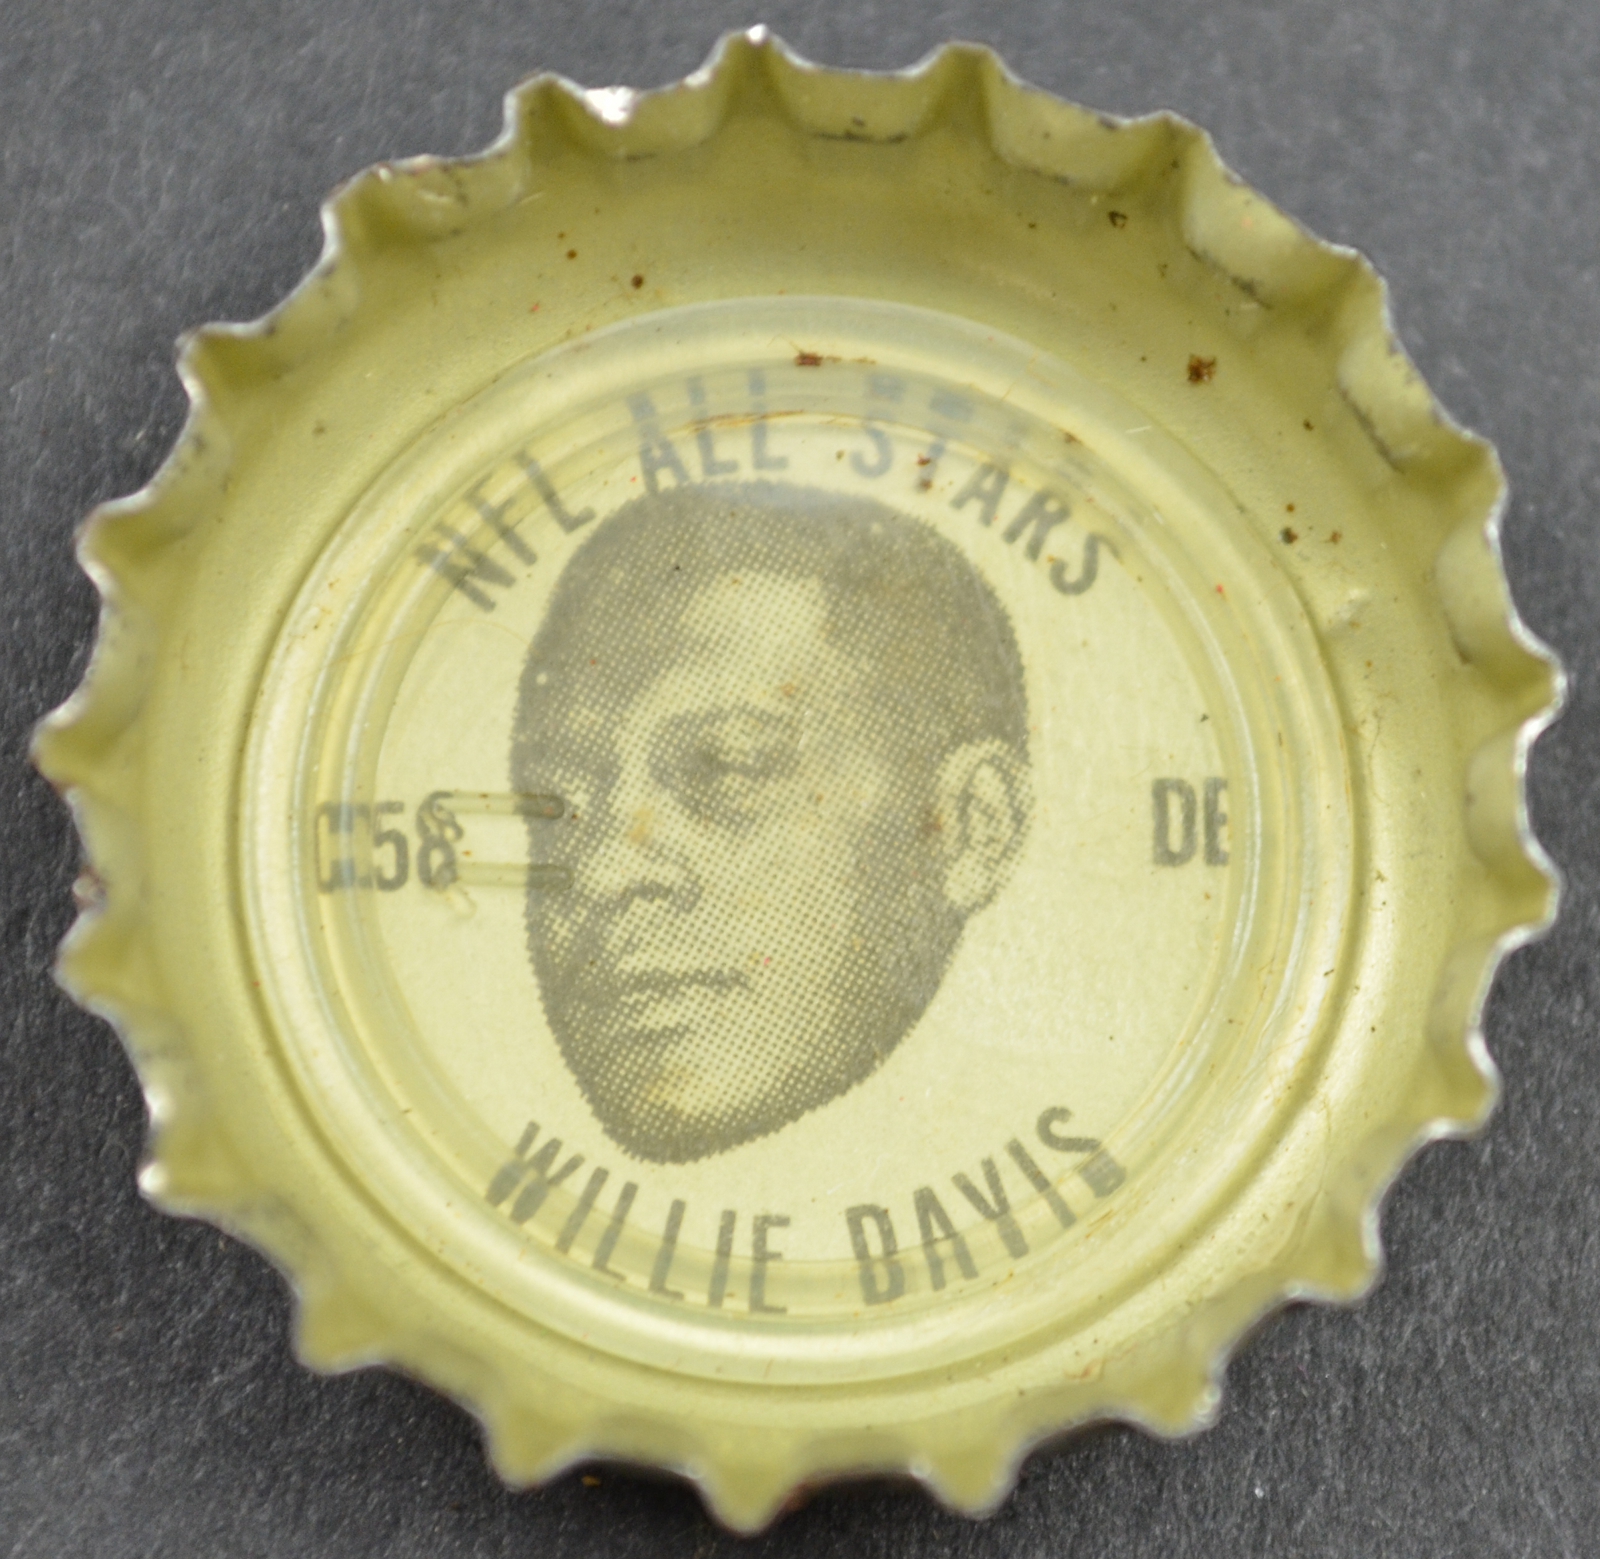 NFL ALL STARS
C58
DE
WILLIE DAVIS